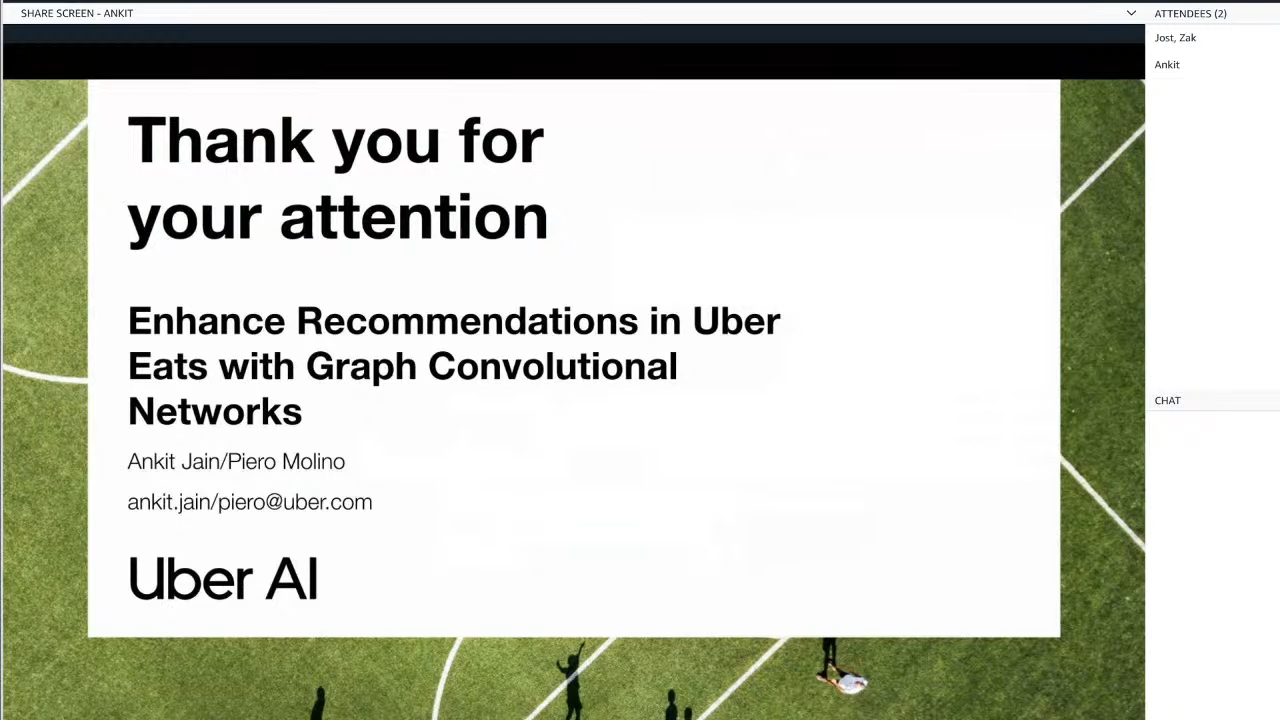 SHARE SCREEN - ANKIT
ATTENDEES (2)
Jost, Zak
Ankit
Thank you for
your attention
Enhance Recommendations in Uber
Eats with Graph Convolutional
Networks
Ankit Jain/Piero Molino
ankit.jain/piero@uber.com
Uber AI
CHAT